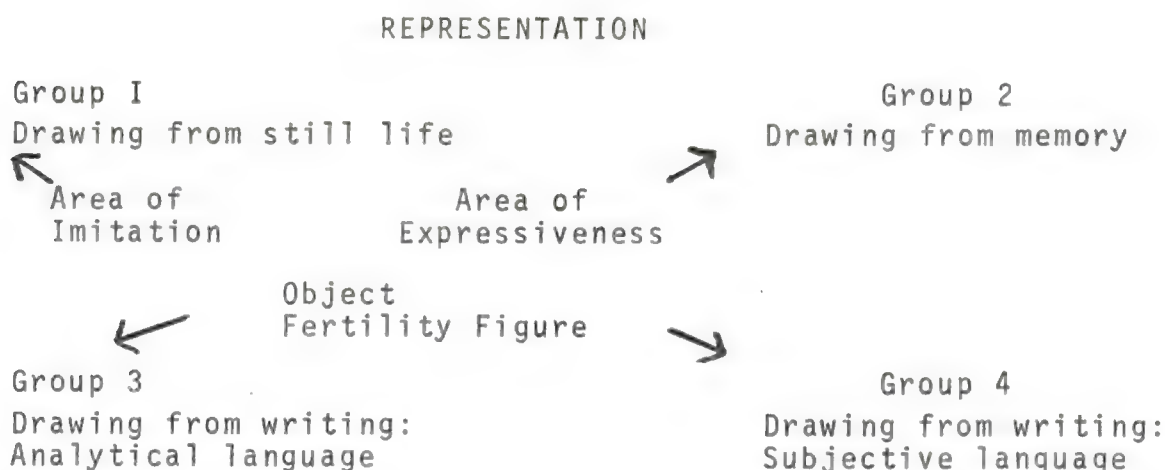 REPRESENTATION
Group I
Group 2
Drawing from still life
Drawing from memory
Area of
Imitation
Area of
Expressiveness
Object
Fertility Figure
Group 3
Drawing from writing:
Analytical language
Group 4
Drawing from writing:
Subjective language